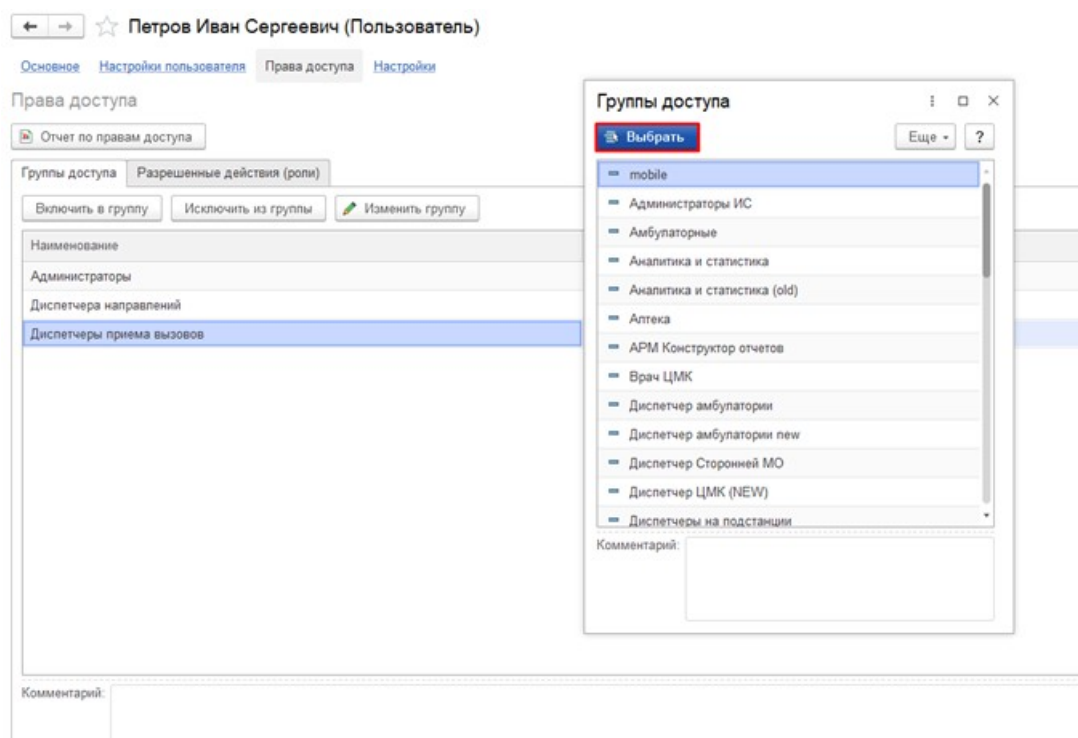 Петров Иван Сергеевич (Пользователь)
Основное Настройки пользователя Права доступа Настройки
Права доступа
Отчет по правам доступа
Группы доступа Разрешенные действия (роли)
Включить в группу Исключить из группы Изменить группу
Наименование
Администраторы
Диспетчера направлений
Диспетчеры приема вызовов
Комментарий:
Группы доступа
Выбрать Еще ?
mobile
Администраторы ИС
Амбулаторные
Аналитика и статистика
Аналитика и статистика (old)
Аптека
АРМ Конструктор отчетов
Врач ЦМК
Диспетчер амбулатории
Диспетчер амбулатории new
Диспетчер Сторонней МО
Диспетчер ЦМК (NEW)
Диспетчеры на подстанции
Комментарий: